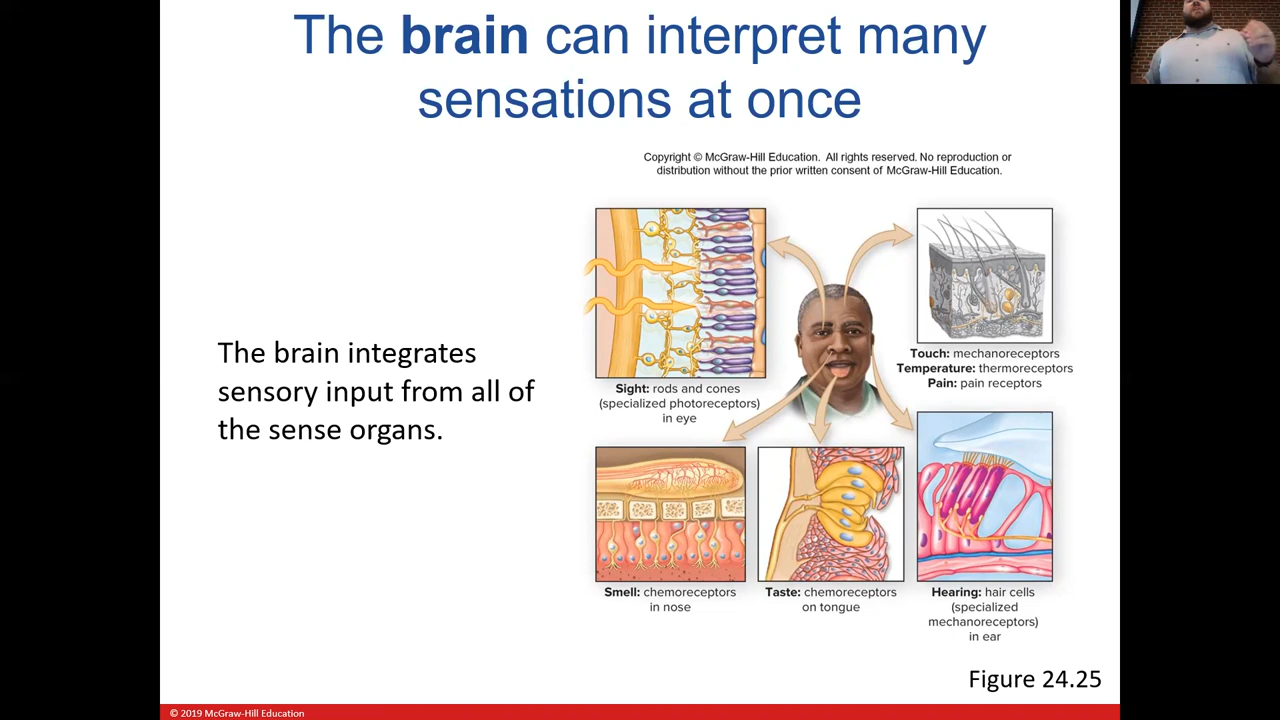 The brain can interpret many
sensations at once
Copyright © McGraw-Hill Education. All rights reserved. No reproduction or
distribution without the prior written consent of McGraw-Hill Education.
The brain integrates
sensory input from all of
the sense organs.
Sight: rods and cones
(specialized photoreceptors)
in eye
Touch: mechanoreceptors
Temperature: thermoreceptors
Pain: pain receptors
Smell: chemoreceptors
in nose
Taste: chemoreceptors
on tongue
Hearing: hair cells
(specialized
mechanoreceptors)
in ear
Figure 24.25
© 2019 McGraw-Hill Education